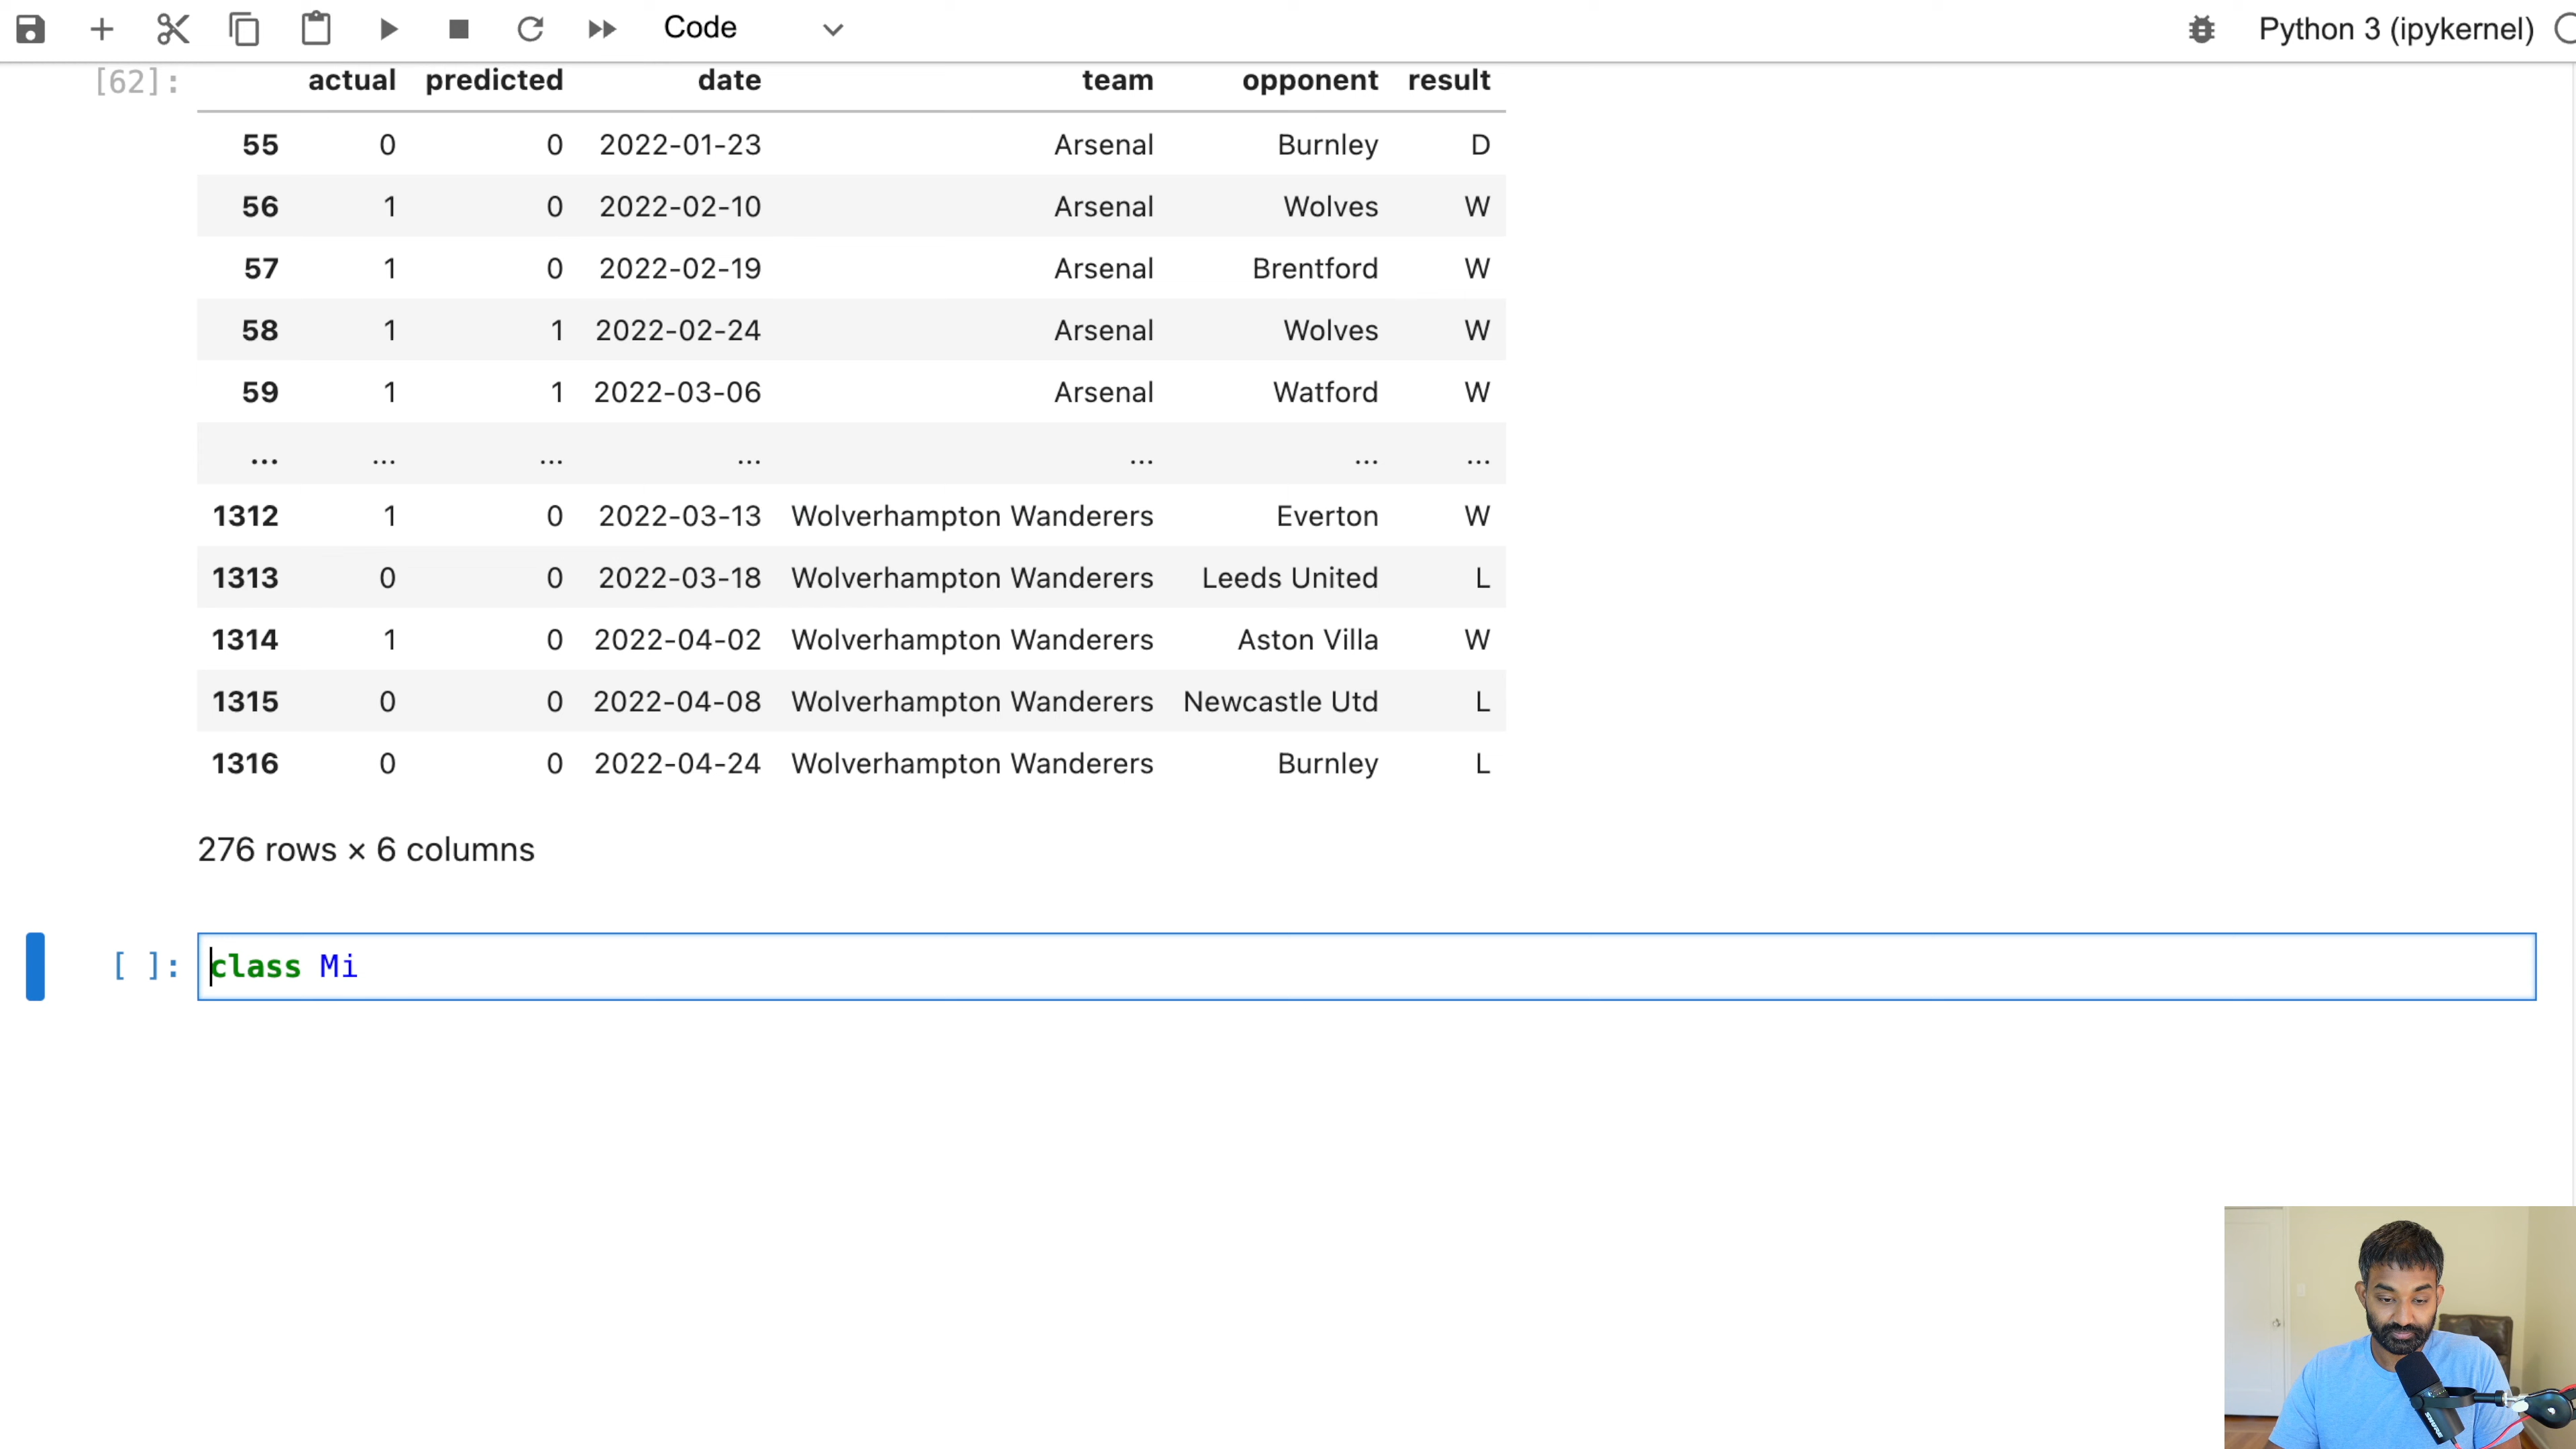 Code Python 3 (ipykernel)
[62]: actual predicted date team opponent result
55 0 0 2022-01-23 Arsenal Burnley D
56 1 0 2022-02-10 Arsenal Wolves W
57 1 0 2022-02-19 Arsenal Brentford W
58 1 1 2022-02-24 Arsenal Wolves W
59 1 1 2022-03-06 Arsenal Watford W
... ... ... ... ... ... ...
1312 1 0 2022-03-13 Wolverhampton Wanderers Everton W
1313 0 0 2022-03-18 Wolverhampton Wanderers Leeds United L
1314 1 0 2022-04-02 Wolverhampton Wanderers Aston Villa W
1315 0 0 2022-04-08 Wolverhampton Wanderers Newcastle Utd L
1316 0 0 2022-04-24 Wolverhampton Wanderers Burnley L
276 rows × 6 columns
[ ]: class Mi